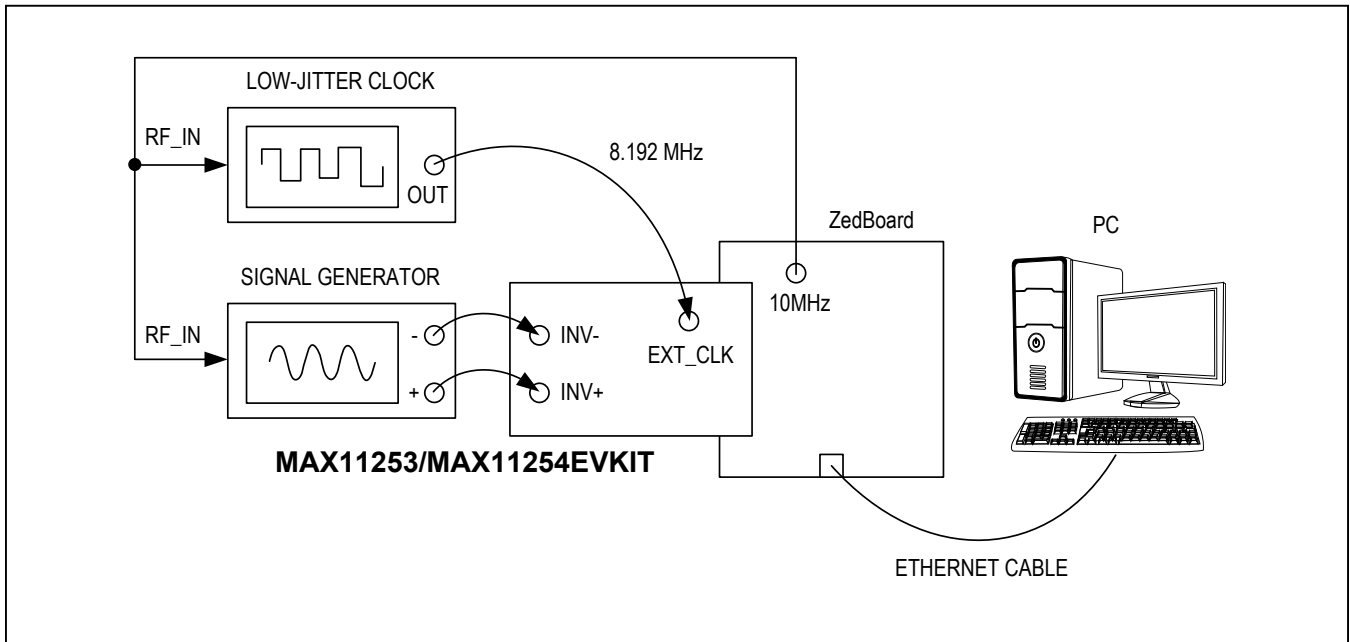 LOW-JITTER CLOCK
RF_IN
OUT
8.192 MHz
ZedBoard
PC
SIGNAL GENERATOR
10MHz
RF_IN
-
INV-
EXT_CLK
+
INV+
MAX11253/MAX11254EVKIT
ETHERNET CABLE